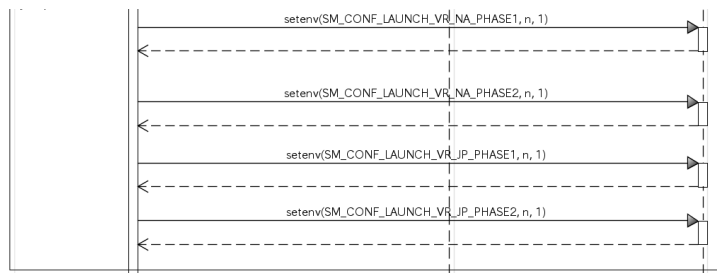 setenv(SM_CONF_LAUNCH_VR_NA_PHASE1, n, 1)
setenv(SM_CONF_LAUNCH_VR_NA_PHASE2, n, 1)
setenv(SM_CONF_LAUNCH_VR_JP_PHASE1, n, 1)
setenv(SM_CONF_LAUNCH_VR_JP_PHASE2, n, 1)